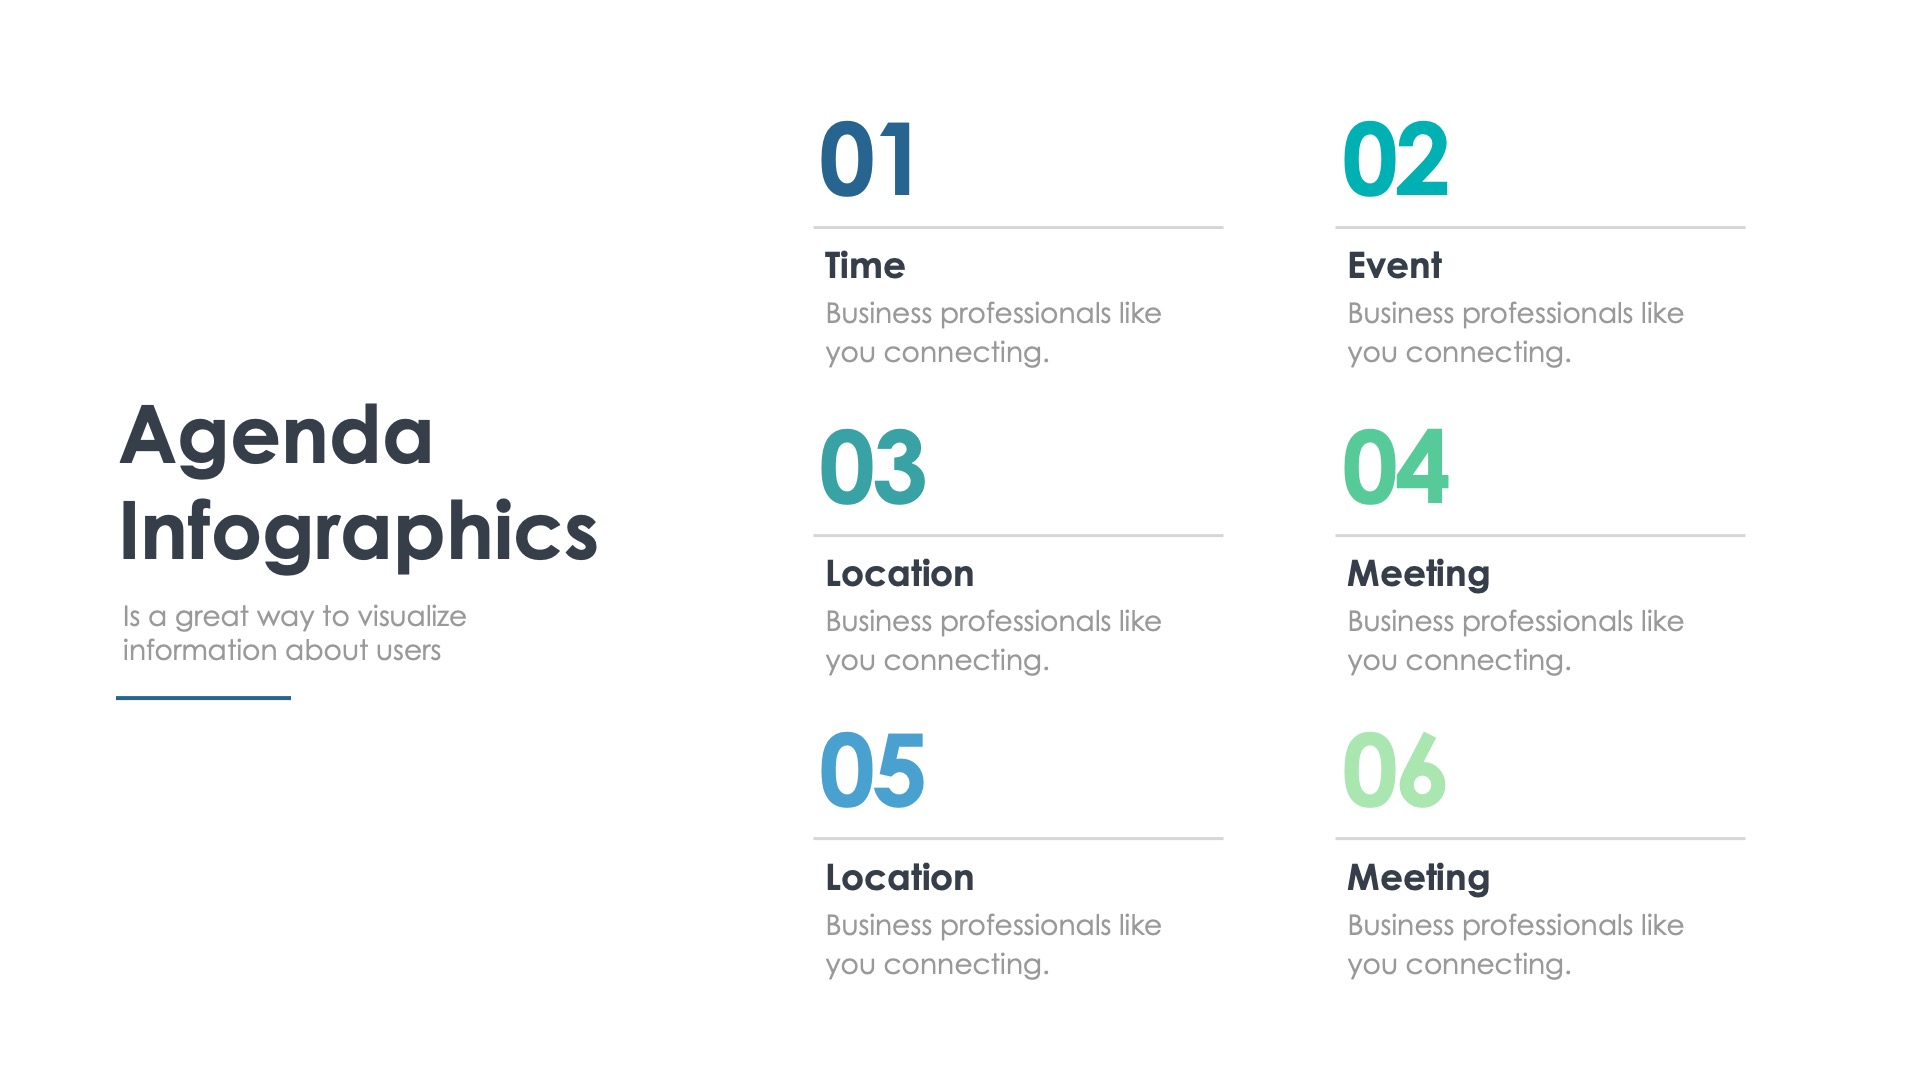 Agenda
Infographics
Is a great way to visualize
information about users
01
Time
Business professionals like
you connecting.
02
Event
Business professionals like
you connecting.
03
Location
Business professionals like
you connecting.
04
Meeting
Business professionals like
you connecting.
05
Location
Business professionals like
you connecting.
06
Meeting
Business professionals like
you connecting.